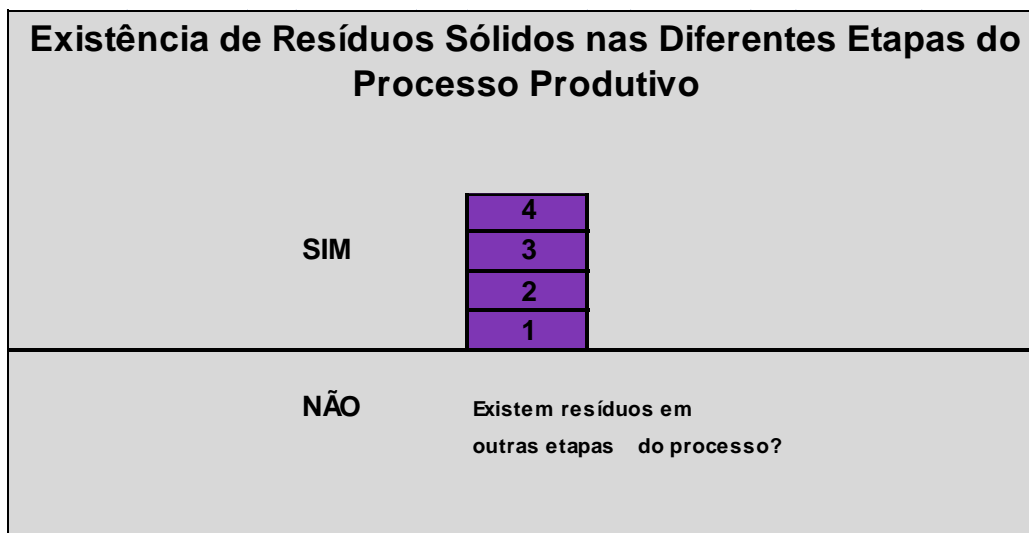 Existência de Resíduos Sólidos nas Diferentes Etapas do
Processo Produtivo
4
SIM 3
2
1
NÃO Existem resíduos em
outras etapas do processo?